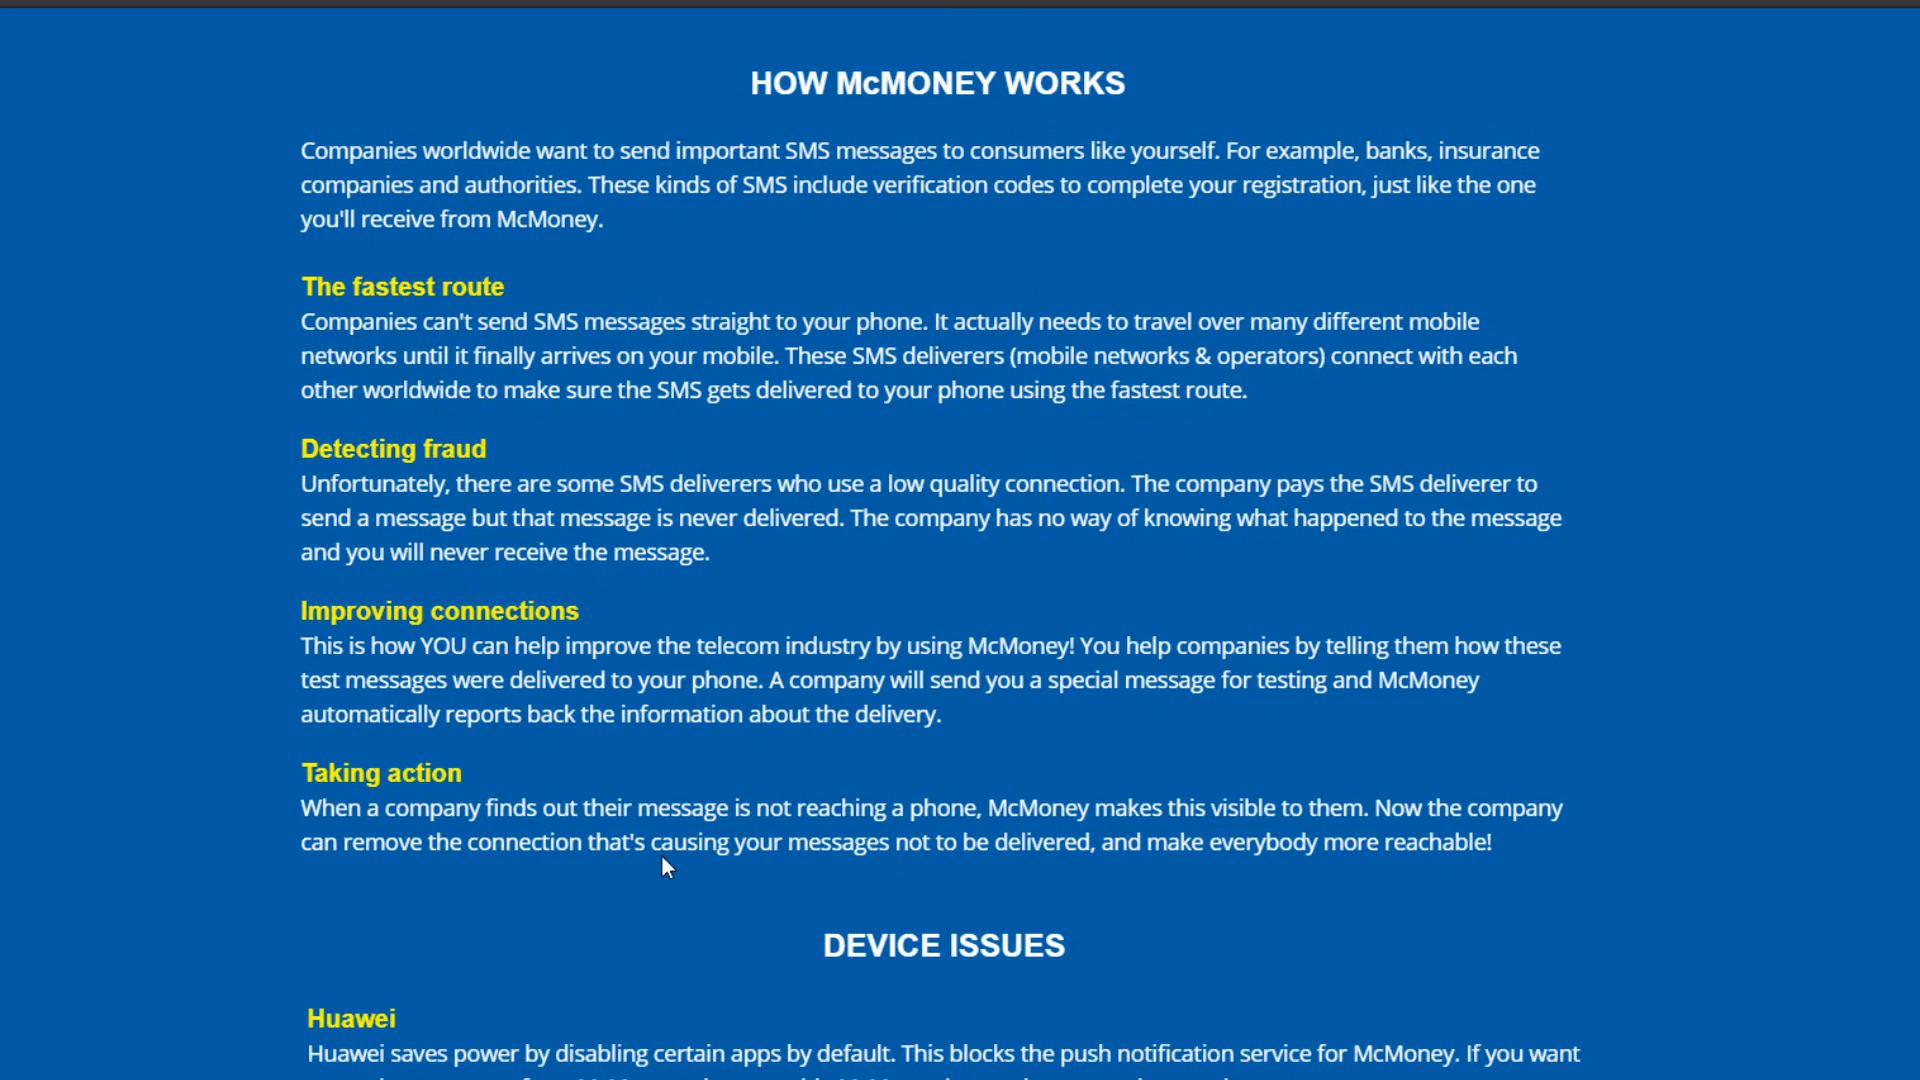 HOW McMONEY WORKS
Companies worldwide want to send important SMS messages to consumers like yourself. For example, banks, insurance
companies and authorities. These kinds of SMS include verification codes to complete your registration, just like the one
you'll receive from McMoney.
The fastest route
Companies can't send SMS messages straight to your phone. It actually needs to travel over many different mobile
networks until it finally arrives on your mobile. These SMS deliverers (mobile networks & operators) connect with each
other worldwide to make sure the SMS gets delivered to your phone using the fastest route.
Detecting fraud
Unfortunately, there are some SMS deliverers who use a low quality connection. The company pays the SMS deliverer to
send a message but that message is never delivered. The company has no way of knowing what happened to the message
and you will never receive the message.
Improving connections
This is how YOU can help improve the telecom industry by using McMoney! You help companies by telling them how these
test messages were delivered to your phone. A company will send you a special message for testing and McMoney
automatically reports back the information about the delivery.
Taking action
When a company finds out their message is not reaching a phone, McMoney makes this visible to them. Now the company
can remove the connection that's causing your messages not to be delivered, and make everybody more reachable!
DEVICE ISSUES
Huawei
Huawei saves power by disabling certain apps by default. This blocks the push notification service for McMoney. If you want